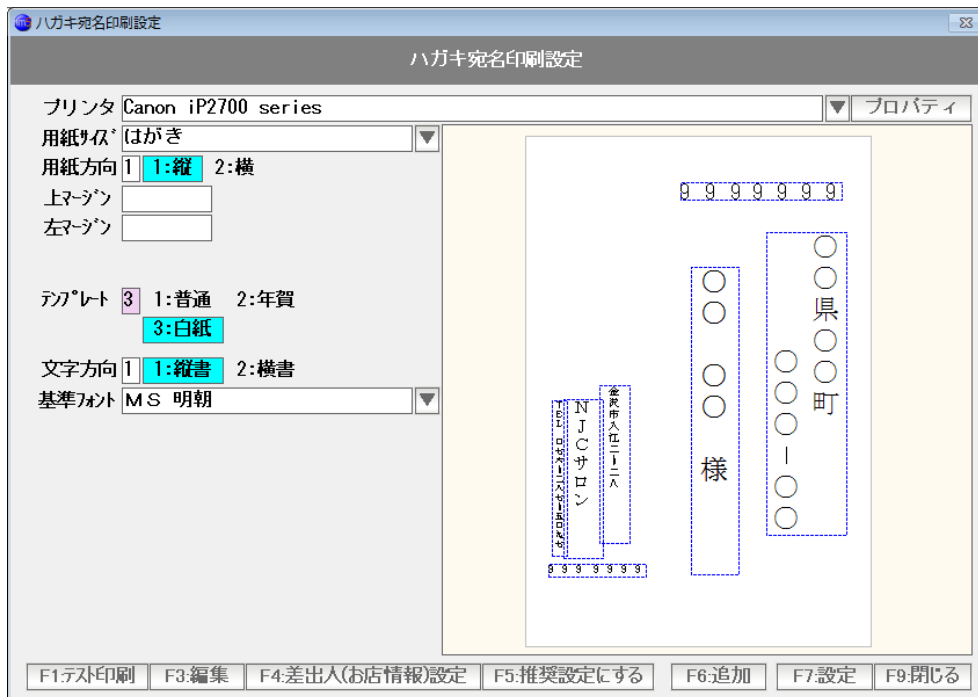 ハガキ宛名印刷設定
ハガキ宛名印刷設定
プリンタ Canon iP2700 series ▼ プロパティ
用紙ｻｲｽﾞ はがき ▼
用紙方向 1 1:縦 2:横
上ﾏｰｼﾞﾝ
左ﾏｰｼﾞﾝ
ﾃﾝﾌﾟﾚｰﾄ 3 1:普通 2:年賀
3:白紙
文字方向 1 1:縦書 2:横書
基準ﾌｫﾝﾄ ＭＳ 明朝 ▼
9 9 9 9 9 9 9
〇〇県〇〇町
〇〇〇－〇〇
〇〇 〇〇 様
金沢市入江二－二八
ＮＪＣサロン
9 9 9 9 9 9 9
F1:ﾃｽﾄ印刷 F3:編集 F4:差出人(お店情報)設定 F5:推奨設定にする F6:追加 F7:設定 F9:閉じる